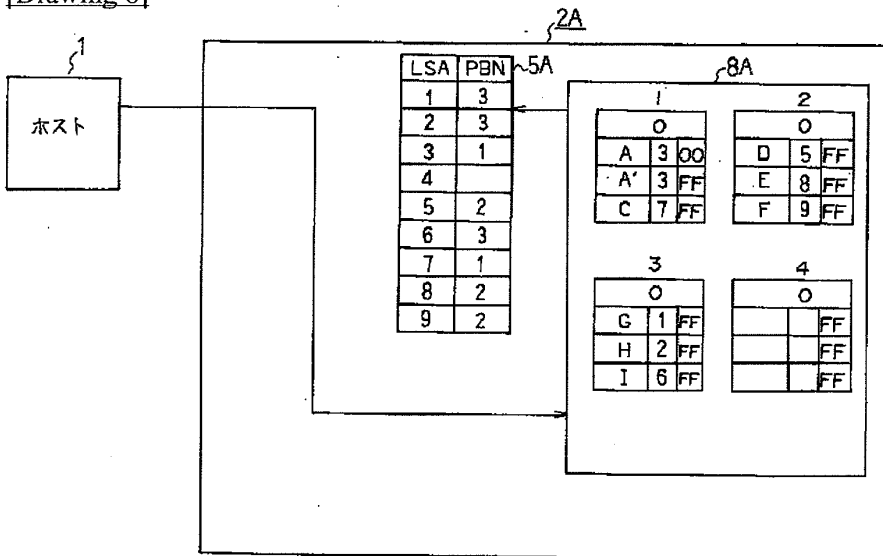 [Drawing 6]
2A
1
ホスト
LSA PBN
5A
1 3
2 3
3 1
4
5 2
6 3
7 1
8 2
9 2
8A
1
0
A 3 00
A' 3 FF
C 7 FF
2
0
D 5 FF
E 8 FF
F 9 FF
3
0
G 1 FF
H 2 FF
I 6 FF
4
0
FF
FF
FF